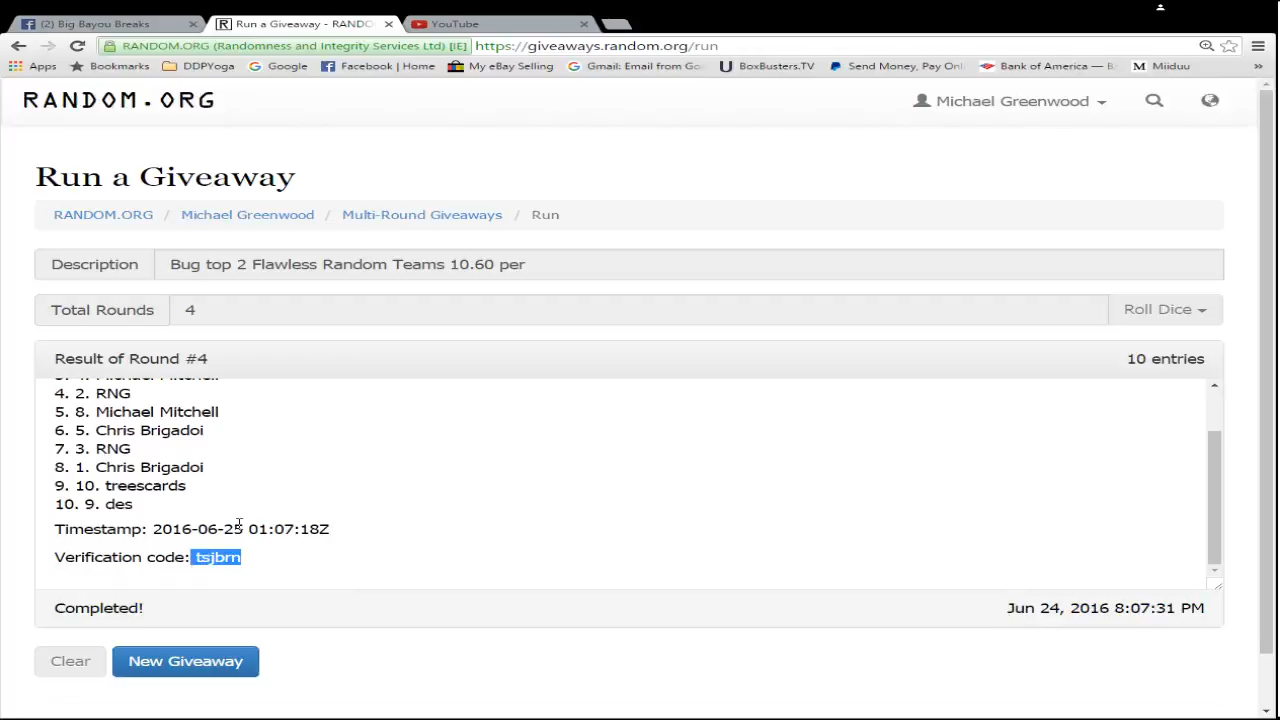 (2) Big Bayou Breaks
Run a Giveaway - RANDO
YouTube
RANDOM.ORG (Randomness and Integrity Services Ltd) [IE]
https://giveaways.random.org/run
Apps
Bookmarks
DDPYoga
Google
Facebook | Home
My eBay Selling
Gmail: Email from Go
BoxBusters.TV
Send Money, Pay Onl
Bank of America —
Miiduu
»
RANDOM.ORG
Michael Greenwood
Run a Giveaway
RANDOM.ORG / Michael Greenwood / Multi-Round Giveaways / Run
Description Bug top 2 Flawless Random Teams 10.60 per
Total Rounds 4 Roll Dice
Result of Round #4 10 entries
Michael Mitchell
4. 2. RNG
5. 8. Michael Mitchell
6. 5. Chris Brigadoi
7. 3. RNG
8. 1. Chris Brigadoi
9. 10. treescards
10. 9. des
Timestamp: 2016-06-25 01:07:18Z
Verification code: tsjbrn
Completed! Jun 24, 2016 8:07:31 PM
Clear New Giveaway